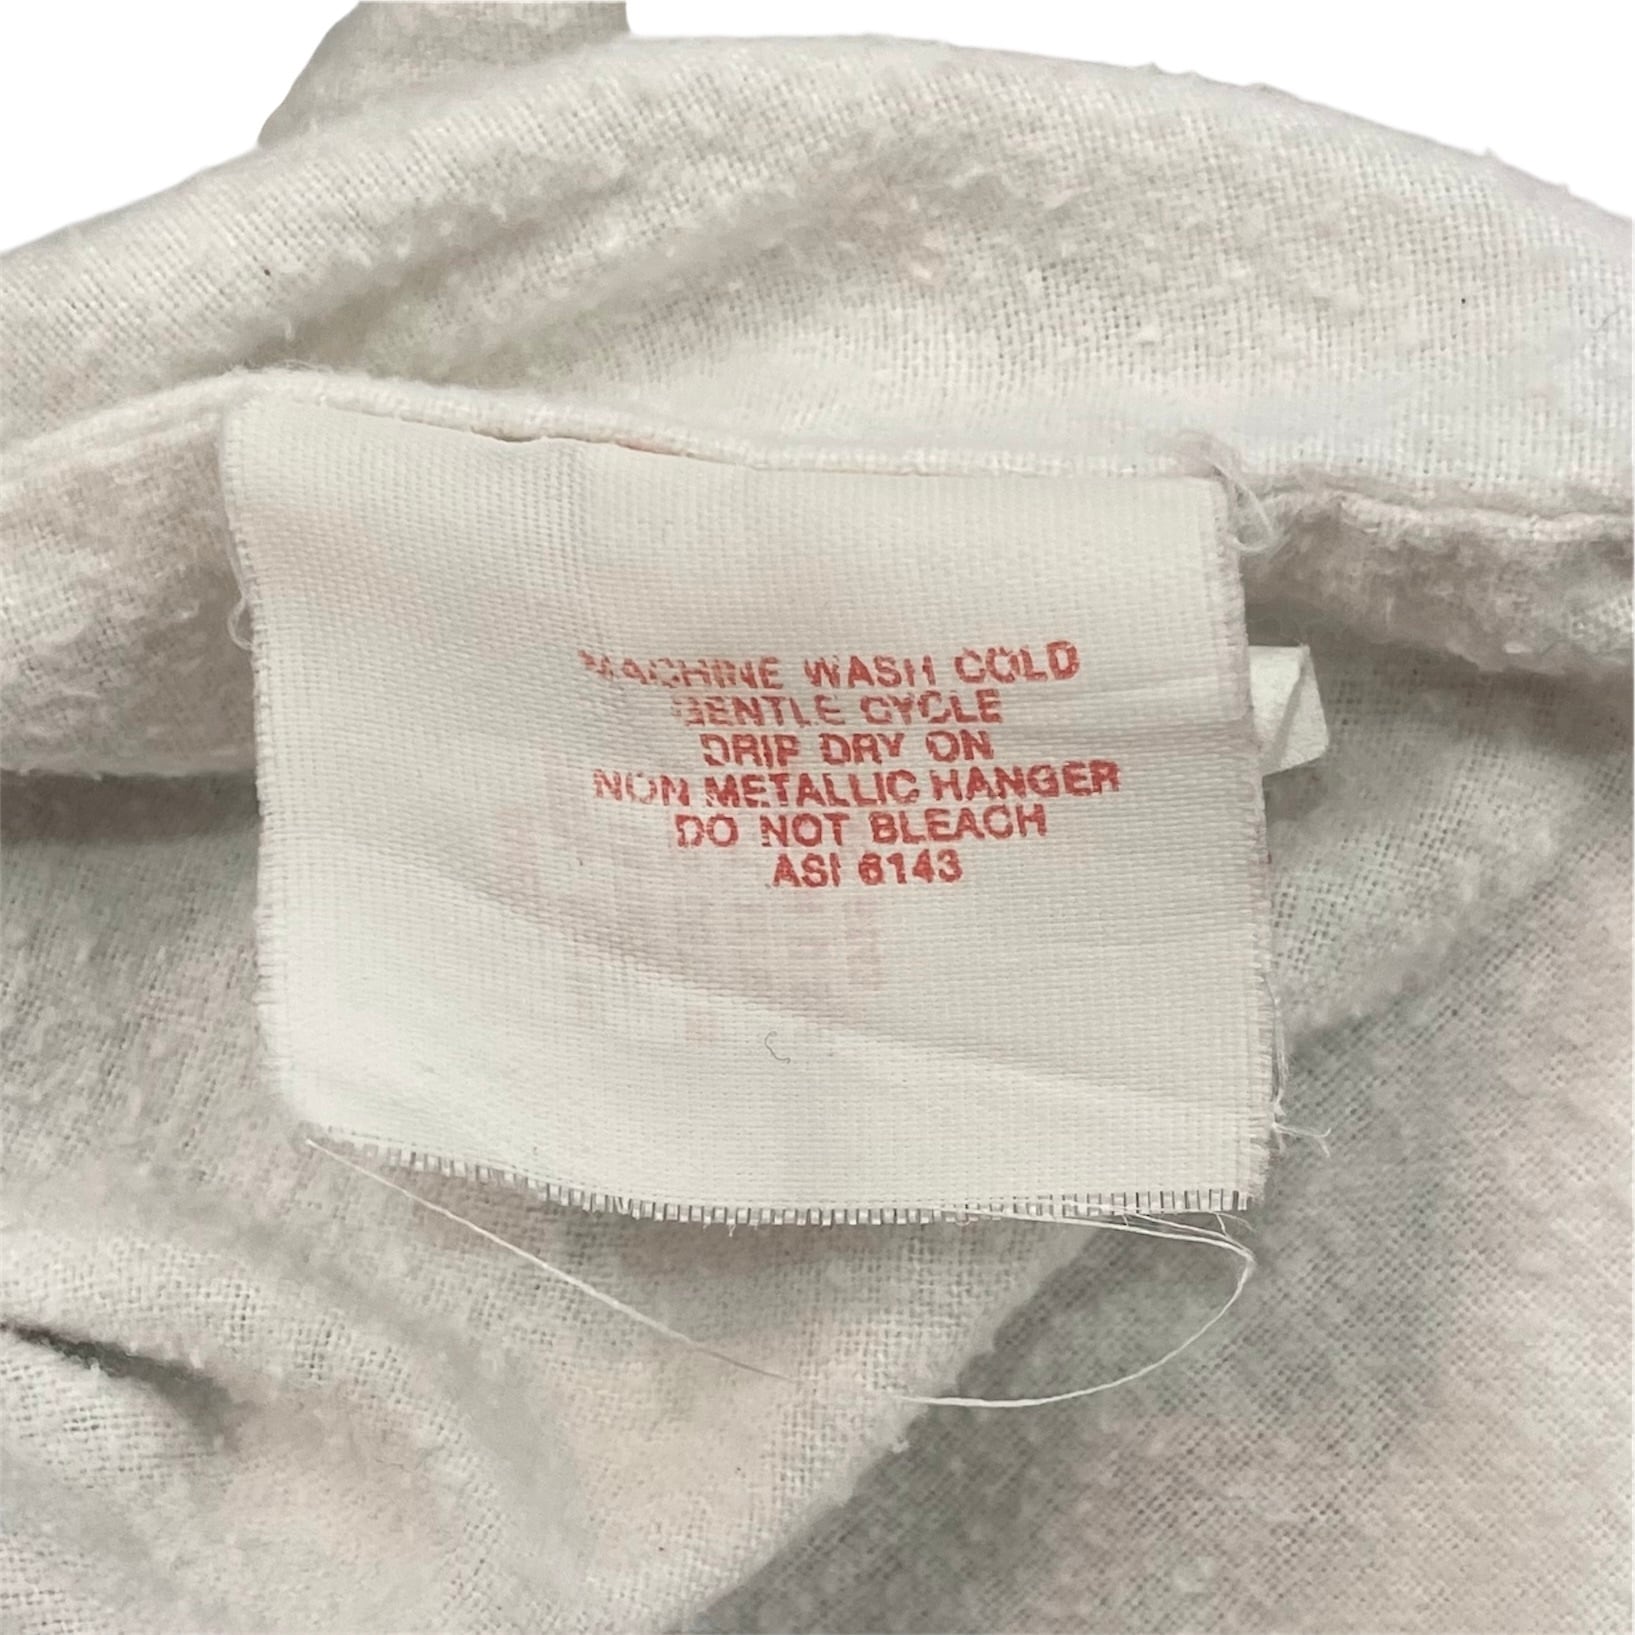 MACHINE WASH COLD
GENTLE CYCLE
DRIP DRY ON
NON METALLIC HANGER
DO NOT BLEACH
ASI 6143